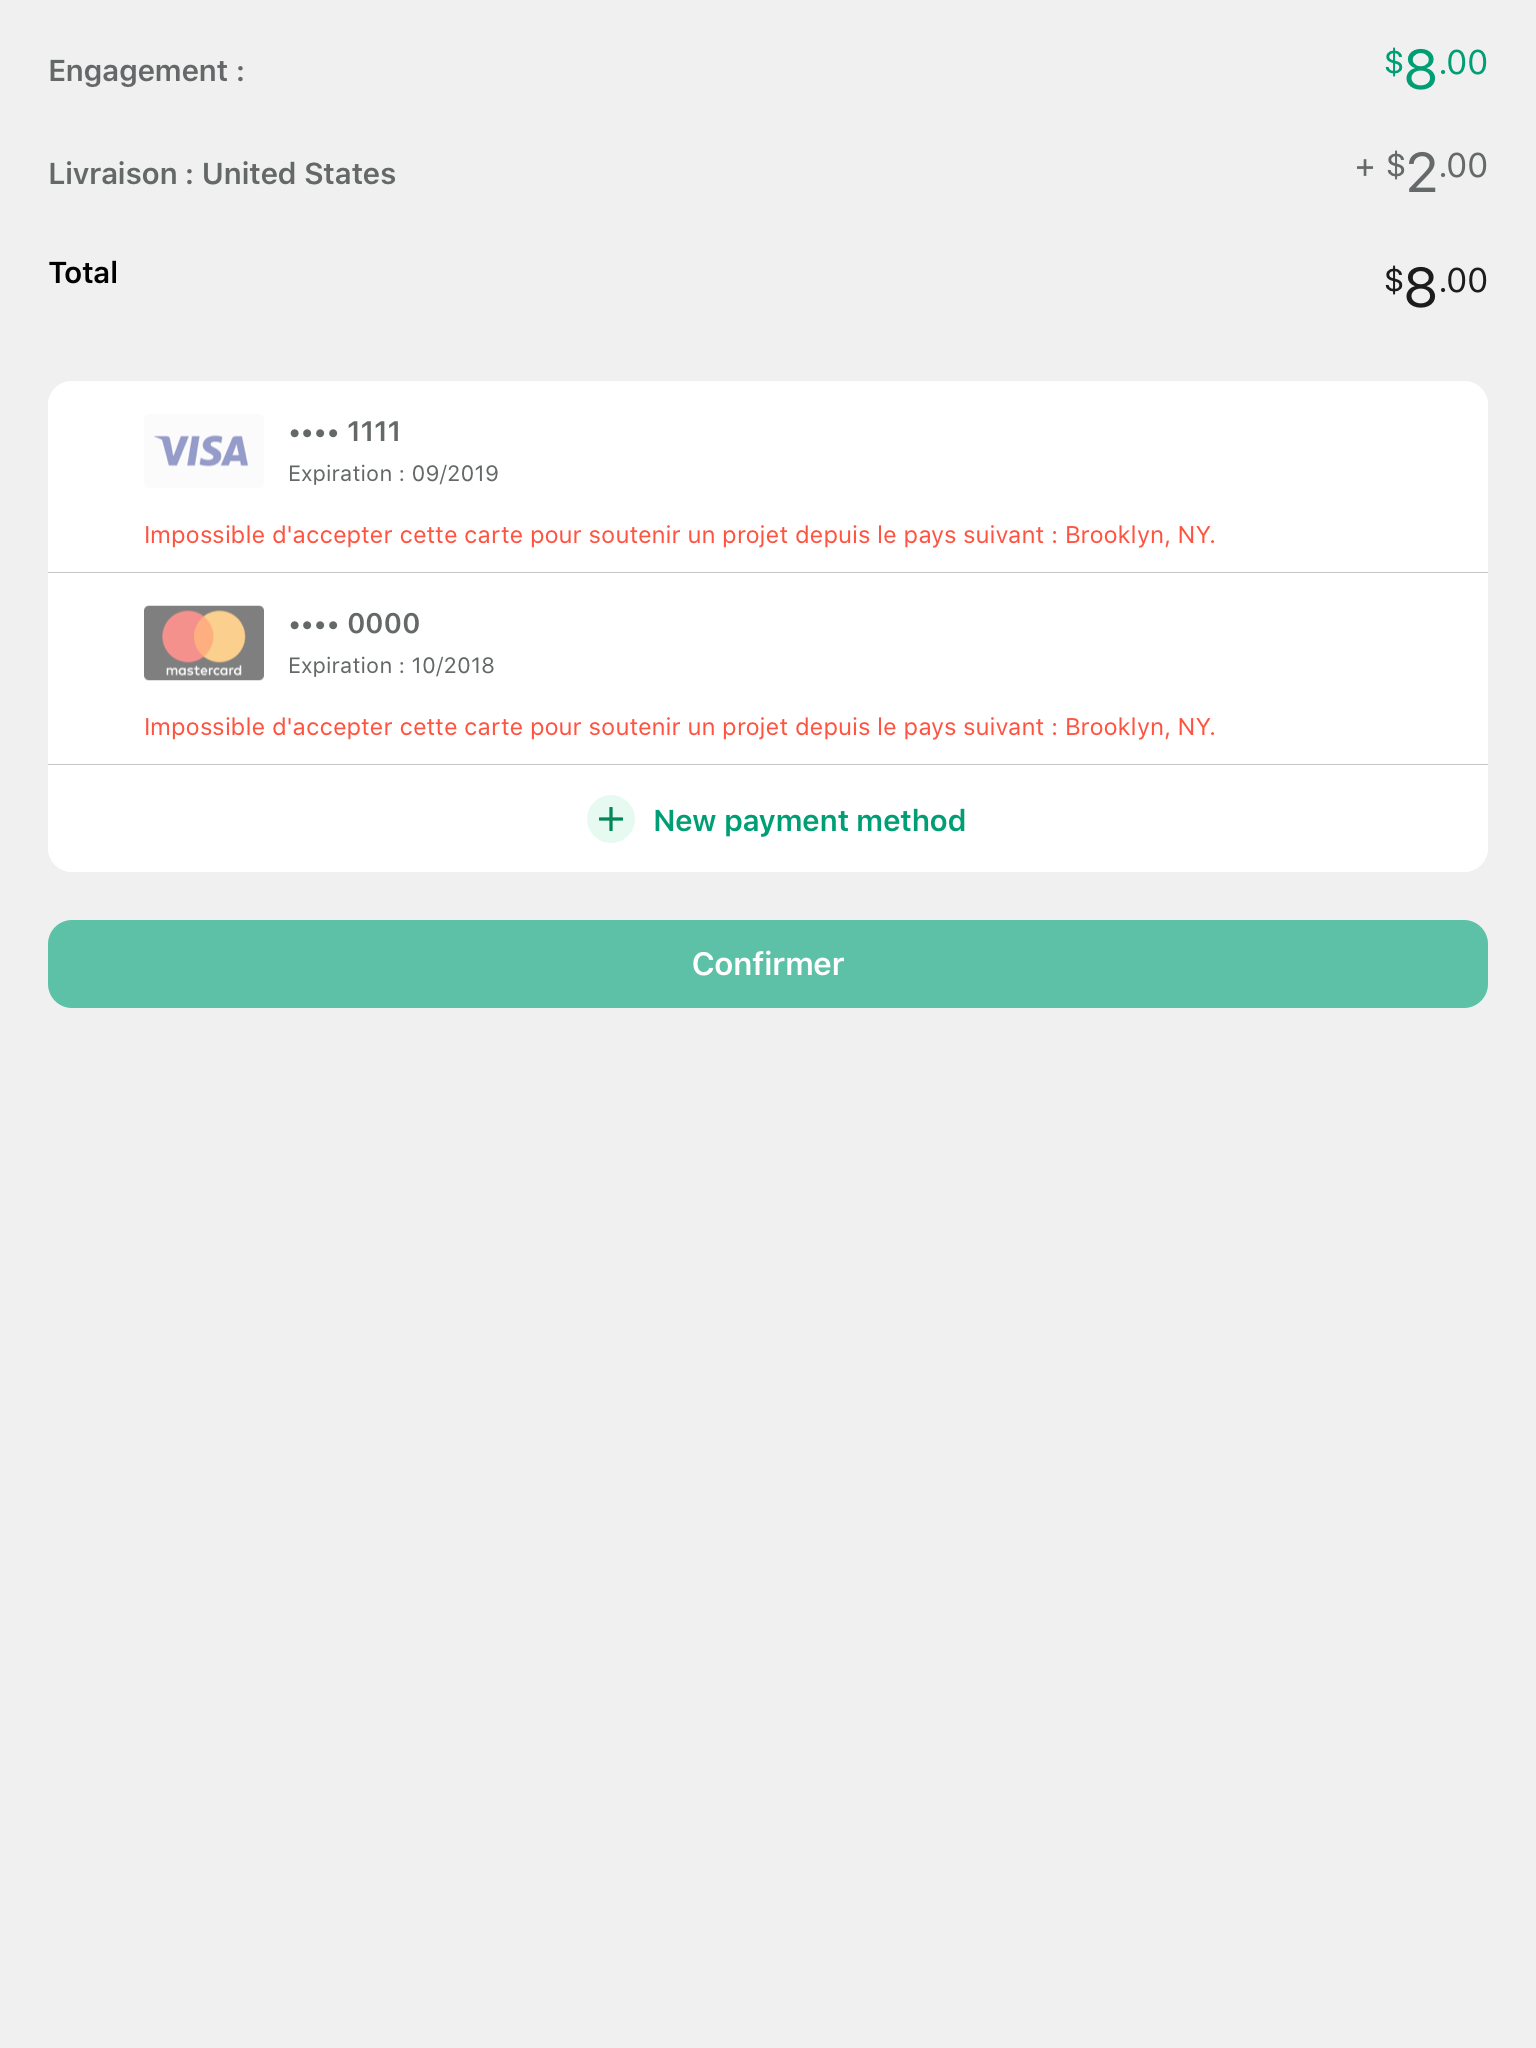 Engagement :
$8.00
Livraison : United States
+ $2.00
Total
$8.00
VISA
•••• 1111
Expiration : 09/2019
Impossible d'accepter cette carte pour soutenir un projet depuis le pays suivant : Brooklyn, NY.
mastercard
•••• 0000
Expiration : 10/2018
Impossible d'accepter cette carte pour soutenir un projet depuis le pays suivant : Brooklyn, NY.
New payment method
Confirmer